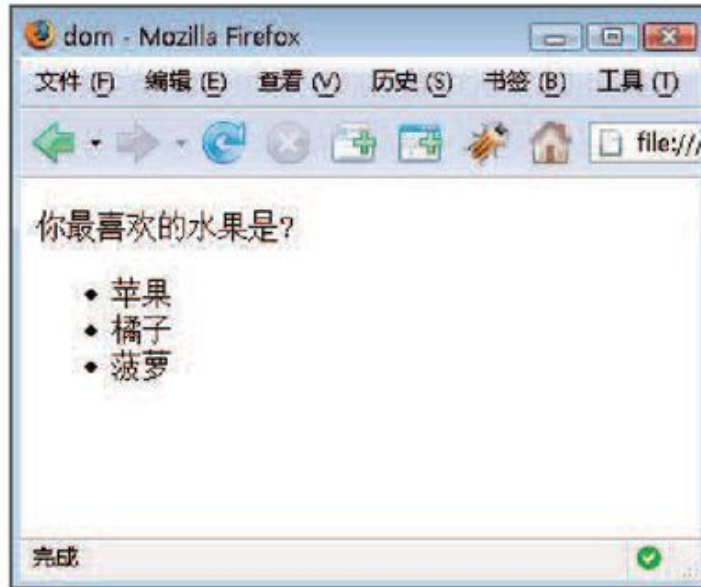 dom - Mozilla Firefox
文件 (F) 编辑 (E) 查看 (V) 历史 (S) 书签 (B) 工具 (T)
file:///
你最喜欢的水果是?
• 苹果
• 橘子
• 菠萝
完成